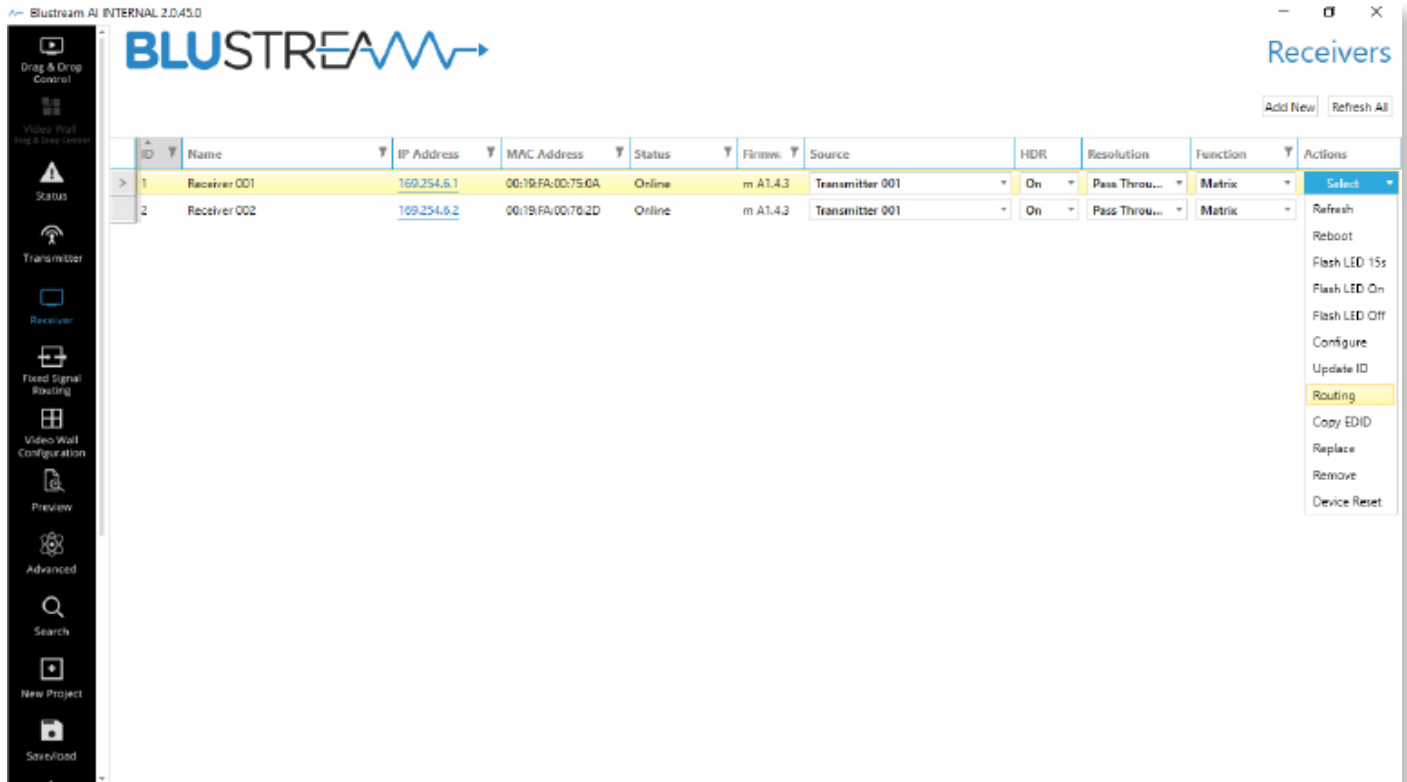 Blustream AI INTERNAL 2.0.45.0
BLUSTREAM
Receivers
Add New Refresh All
Drag & Drop
Control
Video Wall
Drag & Drop Control
Status
Transmitter
Receiver
Fixed Signal
Routing
Video Wall
Configuration
Preview
Advanced
Search
New Project
Save/load
ID Name IP Address MAC Address Status Firmw: Source HDR Resolution Function Actions
1 Receiver 001 169.254.6.1 00:19:FA:00:75:0A Online m A1.4.3 Transmitter 001 On Pass Throu... Matrix Select
2 Receiver 002 169.254.6.2 00:19:FA:00:76:2D Online m A1.4.3 Transmitter 001 On Pass Throu... Matrix
Refresh
Reboot
Flash LED 15s
Flash LED On
Flash LED Off
Configure
Update ID
Routing
Copy EDID
Replace
Remove
Device Reset